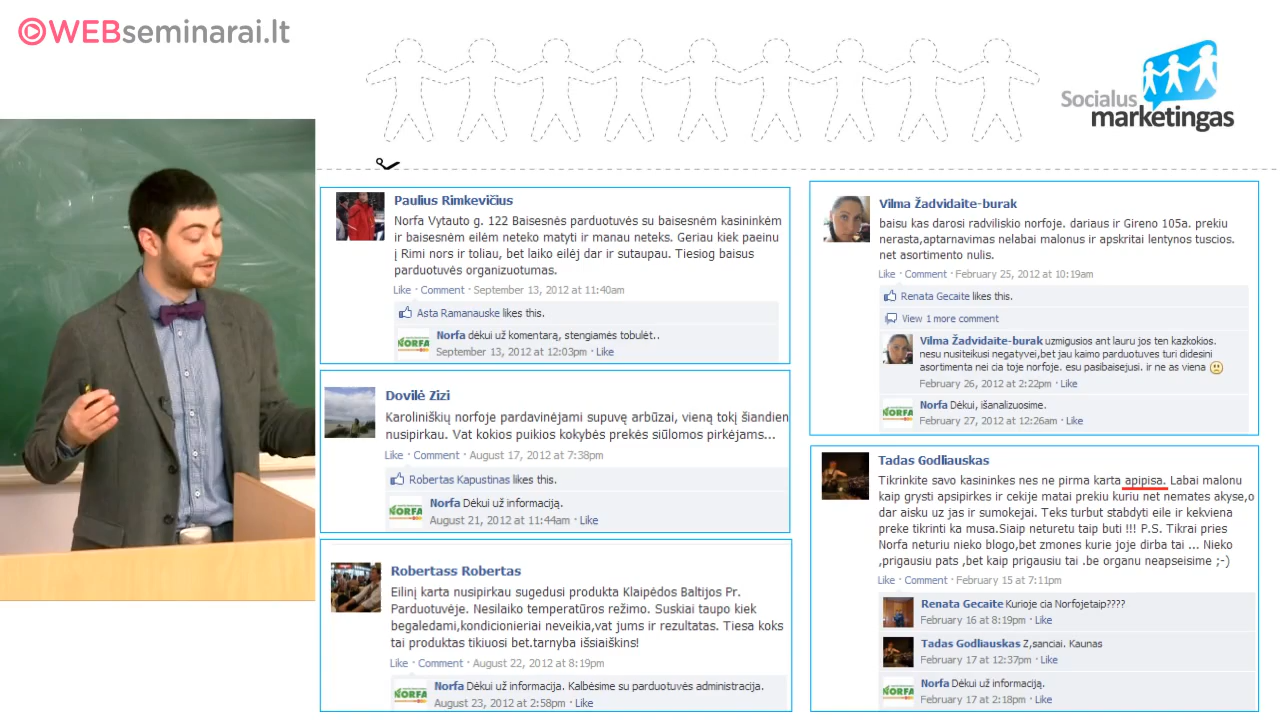 WEBseminarai.lt
Socialus
marketingas
Paulius Rimkevičius
Norfa Vytauto g. 122 Baisesnės parduotuvės su baisesnėm kasininkėm
ir baisesnėm eilėm neteko matyti ir manau neteks. Geriau kiek paeinu
į Rimi nors ir toliau, bet laiko eilėj dar ir sutaupau. Tiesiog baisus
parduotuvės organizuotumas.
Like · Comment · September 13, 2012 at 11:40am
Asta Ramanauske likes this.
NORFA
Norfa dėkui už komentarą, stengiamės tobulėt..
September 13, 2012 at 12:03pm · Like
Dovilė Zizi
Karoliniškių norfoje pardavinėjami supuvę arbūzai, vieną tokį šiandien
nusipirkau. Vat kokios puikios kokybės prekės siūlomos pirkėjams...
Like · Comment · August 17, 2012 at 7:38pm
Robertas Kapustinas likes this.
NORFA
Norfa Dėkui už informaciją.
August 21, 2012 at 11:44am · Like
Robertass Robertas
Eilinį karta nusipirkau sugedusi produkta Klaipėdos Baltijos Pr.
Parduotuvėje. Nesilaiko temperatūros režimo. Suskiai taupo kiek
begaledami,kondicionieriai neveikia,vat jums ir rezultatas. Tiesa koks
tai produktas tikiuosi bet.tarnyba išsiaiškins!
Like · Comment · August 22, 2012 at 8:19pm
NORFA
Norfa Dėkui už informacija. Kalbėsime su parduotuvės administracija.
August 23, 2012 at 2:58pm · Like
Vilma Žadvidaite-burak
baisu kas darosi radviliskio norfoje. dariaus ir Gireno 105a. prekiu
nerasta,aptarnavimas nelabai malonus ir apskritai lentynos tuscios.
net asortimento nulis.
Like · Comment · February 25, 2012 at 10:19am
Renata Gecaite likes this.
View 1 more comment
Vilma Žadvidaite-burak uzmigusios ant lauru jos ten kazkokios.
nesu nusiteikusi negatyvei,bet jau kaimo parduotuves turi didesini
asortimenta nei cia toje norfoje. esu pasibaisejusi. ir ne as viena
February 26, 2012 at 2:22pm · Like
NORFA
Norfa Dėkui, išanalizuosime.
February 27, 2012 at 12:26am · Like
Tadas Godliauskas
Tikrinkite savo kasininkes nes ne pirma karta apipisa. Labai malonu
kaip grysti apsipirkes ir cekije matai prekiu kuriu net nemates akyse,o
dar aisku uz jas ir sumokejai. Teks turbut stabdyti eile ir kekviena
preke tikrinti ka musa.Siaip neturetu taip buti !!! P.S. Tikrai pries
Norfa neturiu nieko blogo,bet zmones kurie joje dirba tai ... Nieko
,prigausiu pats ,bet kaip prigausiu tai .be organu neapseisime ;-)
Like · Comment · February 15 at 7:11pm
Renata Gecaite Kurioje cia Norfojetaip????
February 16 at 8:19pm · Like
Tadas Godliauskas Z,sanciai. Kaunas
February 17 at 12:37pm · Like
NORFA
Norfa Dėkui už informaciją.
February 17 at 2:18pm · Like